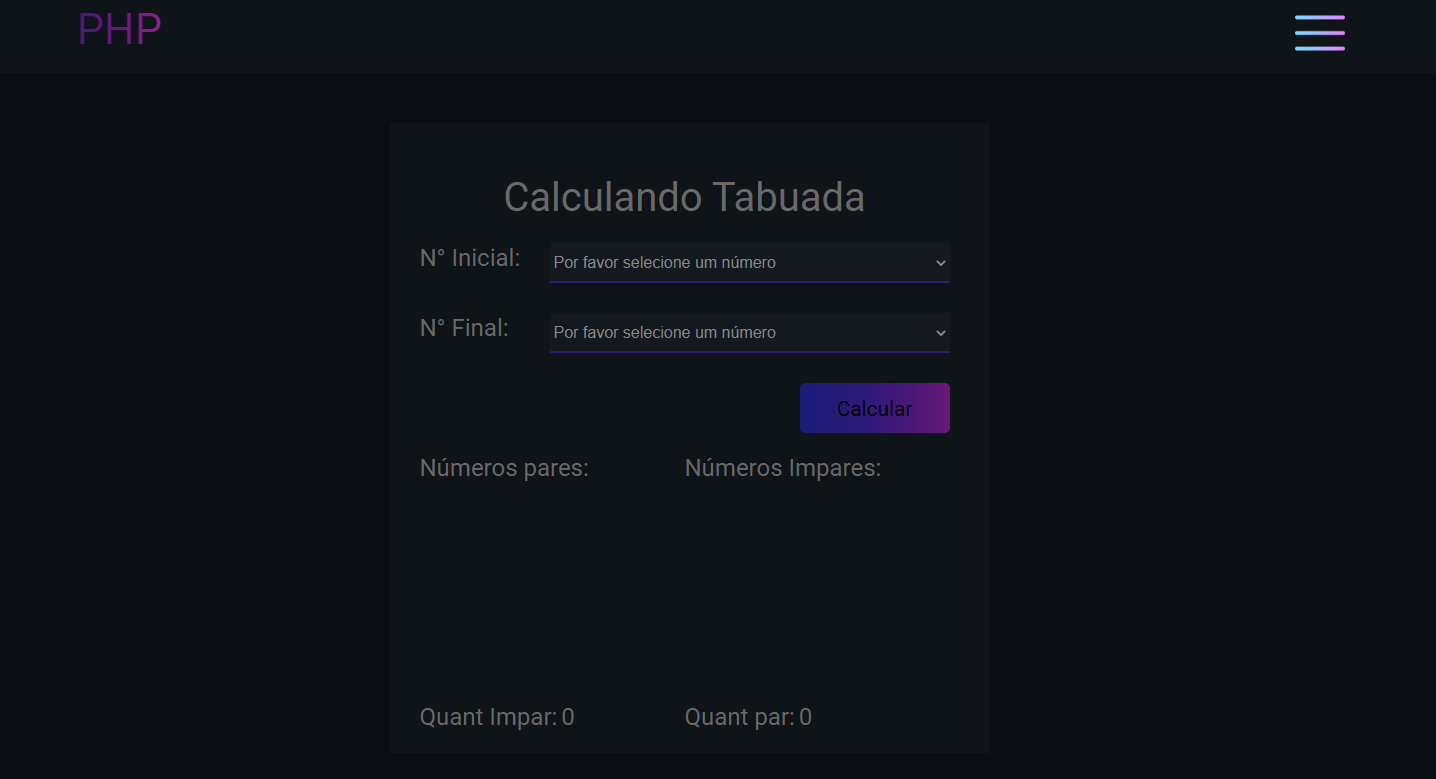 PHP
Calculando Tabuada
N° Inicial: Por favor selecione um número
N° Final: Por favor selecione um número
Calcular
Números pares: Números Impares:
Quant Impar: 0 Quant par: 0